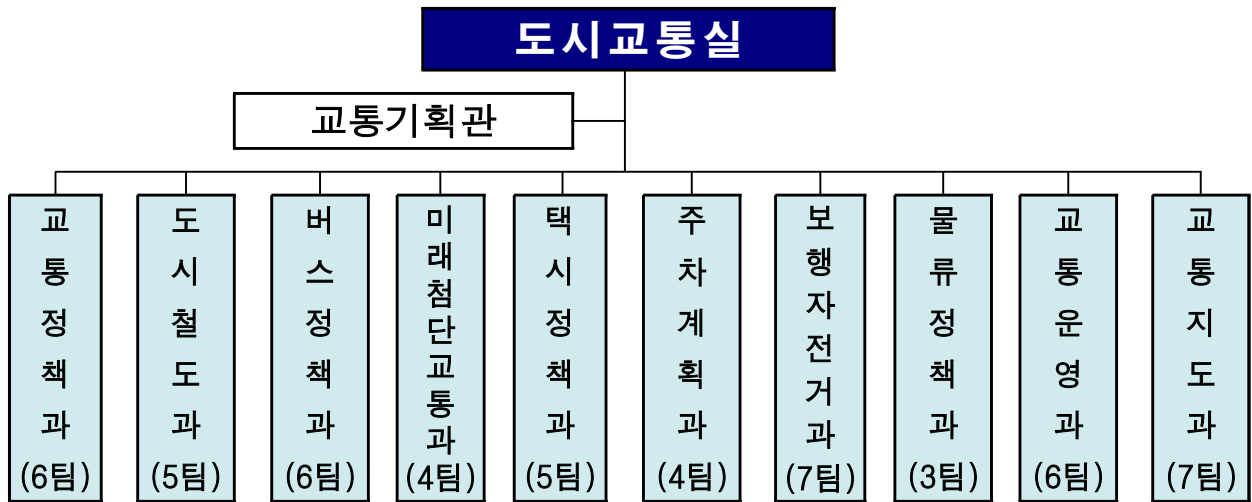 도시교통실
교통기획관
교통정책과
(6팀)
도시철도과
(5팀)
버스정책과
(6팀)
미래첨단교통과
(4팀)
택시정책과
(5팀)
주차계획과
(4팀)
보행자전거과
(7팀)
물류정책과
(3팀)
교통운영과
(6팀)
교통지도과
(7팀)